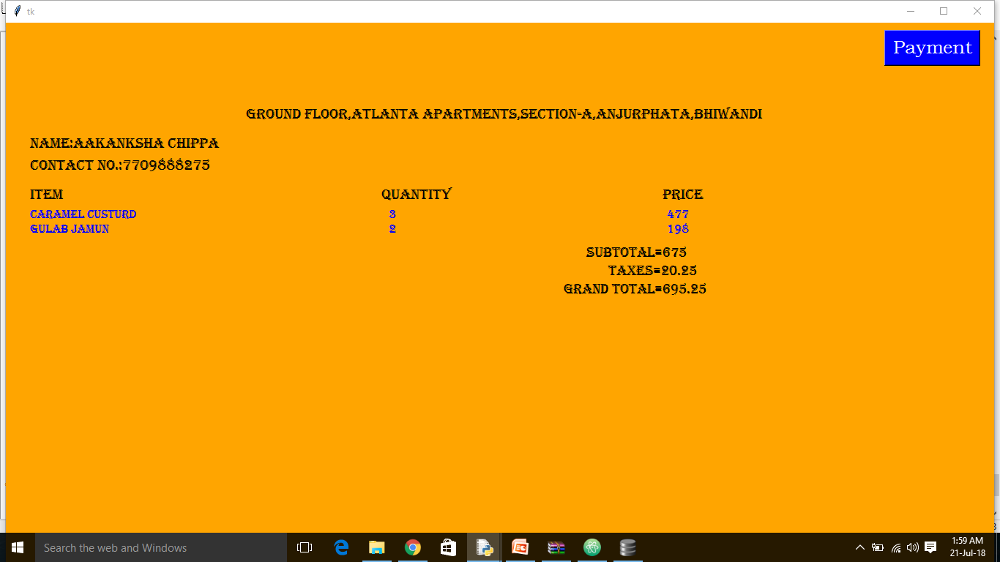 tk
Payment
GROUND FLOOR,ATLANTA APARTMENTS,SECTION-A,ANJURPHATA,BHIWANDI
NAME:AAKANKSHA CHIPPA
CONTACT NO.:7709888275
ITEM QUANTITY PRICE
CARAMEL CUSTURD 3 477
GULAB JAMUN 2 198
SUBTOTAL=675
TAXES=20.25
GRAND TOTAL=695.25
Search the web and Windows
1:59 AM
21-Jul-18